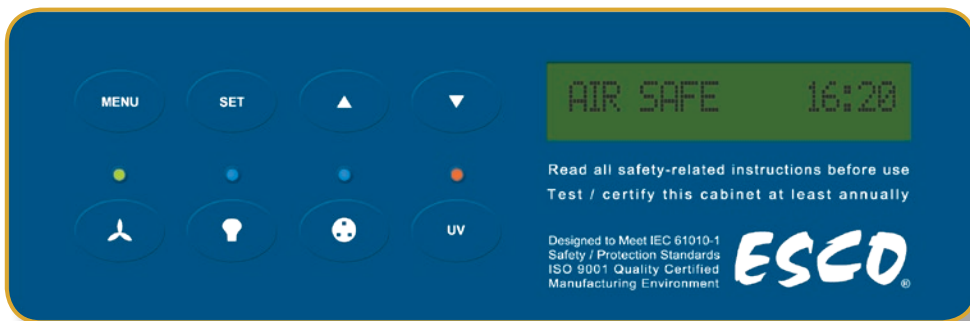 MENU SET
AIR SAFE 16:20
Read all safety-related instructions before use
Test / certify this cabinet at least annually
UV
Designed to Meet IEC 61010-1
Safety / Protection Standards
ISO 9001 Quality Certified
Manufacturing Environment
ESCO®